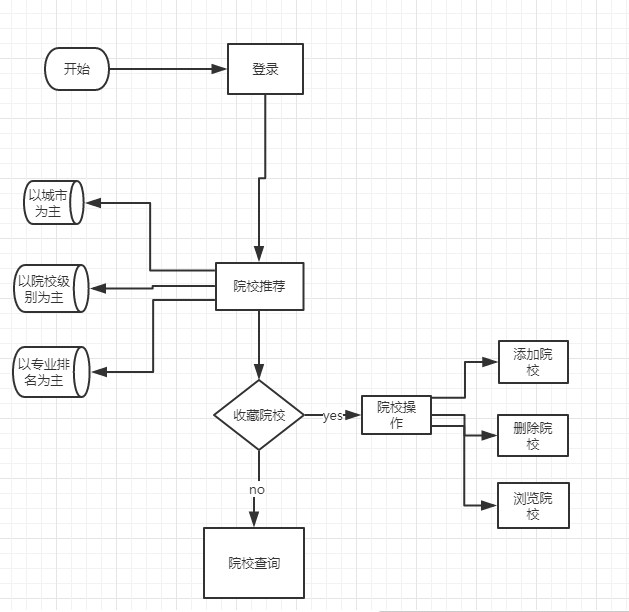 开始
登录
以城市
为主
以院校级
别为主
院校推荐
以专业排
名为主
收藏院校
yes
院校操
作
添加院
校
删除院
校
浏览院
校
no
院校查询